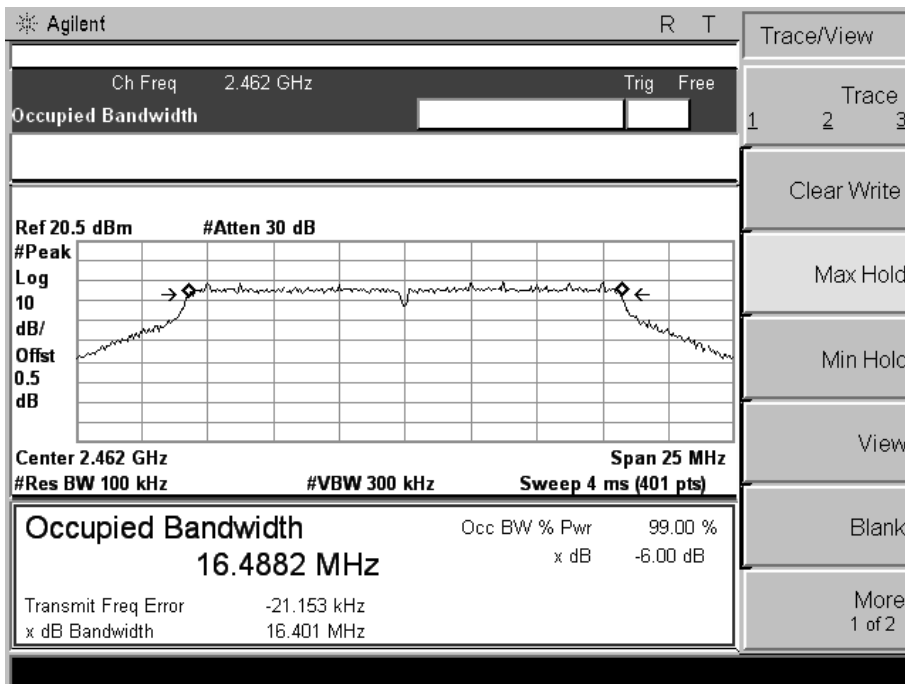 Agilent R T
Trace/View
Ch Freq 2.462 GHz Trig Free
Occupied Bandwidth
Trace
1 2 3
Clear Write
Max Hold
Min Hold
View
Blank
More
1 of 2
Ref 20.5 dBm #Atten 30 dB
#Peak
Log
10
dB/
Offst
0.5
dB
Center 2.462 GHz Span 25 MHz
#Res BW 100 kHz #VBW 300 kHz Sweep 4 ms (401 pts)
Occupied Bandwidth
16.4882 MHz
Occ BW % Pwr 99.00 %
x dB -6.00 dB
Transmit Freq Error -21.153 kHz
x dB Bandwidth 16.401 MHz